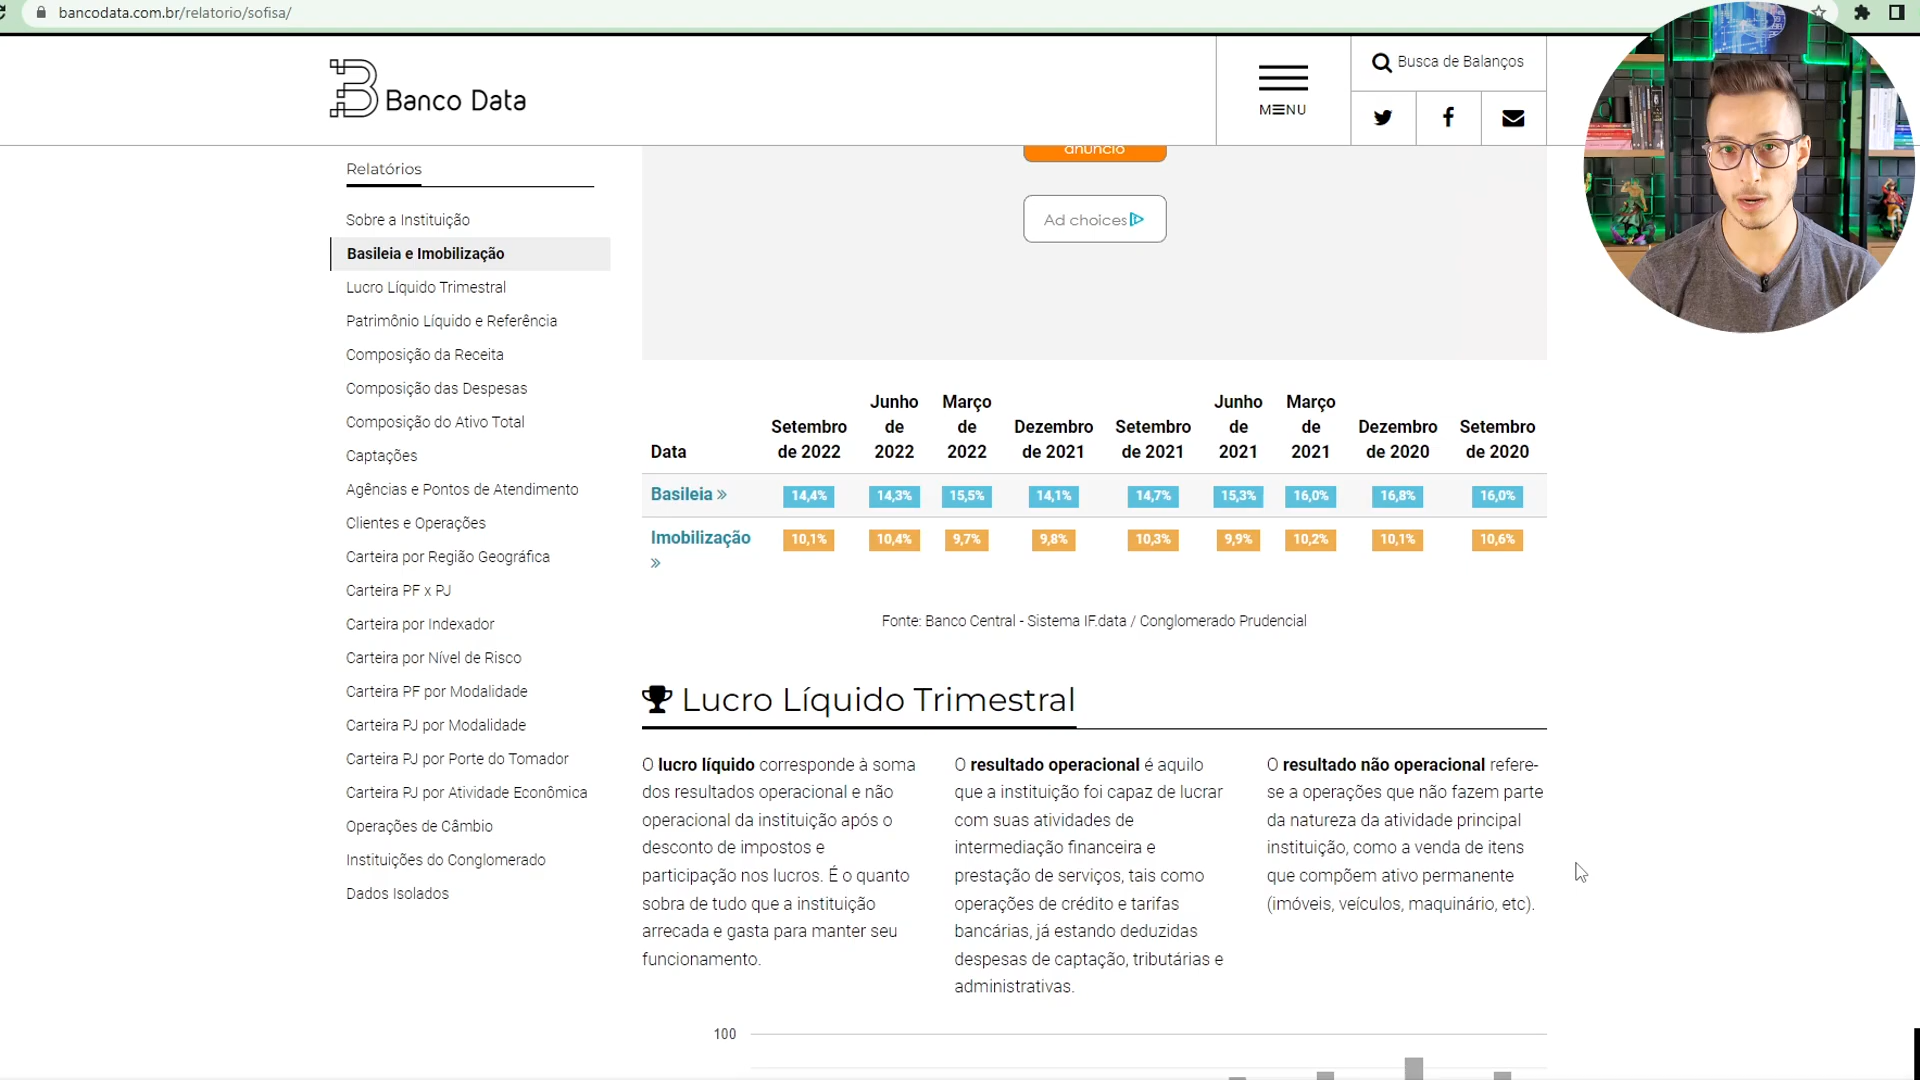 bancodata.com.br/relatorio/sofisa/
Banco Data
MENU
Busca de Balanços
Relatórios
Sobre a Instituição
Basileia e Imobilização
Lucro Líquido Trimestral
Patrimônio Líquido e Referência
Composição da Receita
Composição das Despesas
Composição do Ativo Total
Captações
Agências e Pontos de Atendimento
Clientes e Operações
Carteira por Região Geográfica
Carteira PF x PJ
Carteira por Indexador
Carteira por Nível de Risco
Carteira PF por Modalidade
Carteira PJ por Modalidade
Carteira PJ por Porte do Tomador
Carteira PJ por Atividade Econômica
Operações de Câmbio
Instituições do Conglomerado
Dados Isolados
anúncio
Ad choices
Data Setembro de 2022 Junho de 2022 Março de 2022 Dezembro de 2021 Setembro de 2021 Junho de 2021 Março de 2021 Dezembro de 2020 Setembro de 2020
Basileia » 14,4% 14,3% 15,5% 14,1% 14,7% 15,3% 16,0% 16,8% 16,0%
Imobilização » 10,1% 10,4% 9,7% 9,8% 10,3% 9,9% 10,2% 10,1% 10,6%
Fonte: Banco Central - Sistema IF.data / Conglomerado Prudencial
Lucro Líquido Trimestral
O lucro líquido corresponde à soma
dos resultados operacional e não
operacional da instituição após o
desconto de impostos e
participação nos lucros. É o quanto
sobra de tudo que a instituição
arrecada e gasta para manter seu
funcionamento.
O resultado operacional é aquilo
que a instituição foi capaz de lucrar
com suas atividades de
intermediação financeira e
prestação de serviços, tais como
operações de crédito e tarifas
bancárias, já estando deduzidas
despesas de captação, tributárias e
administrativas.
O resultado não operacional refere-
se a operações que não fazem parte
da natureza da atividade principal
instituição, como a venda de itens
que compõem ativo permanente
(imóveis, veículos, maquinário, etc).
100